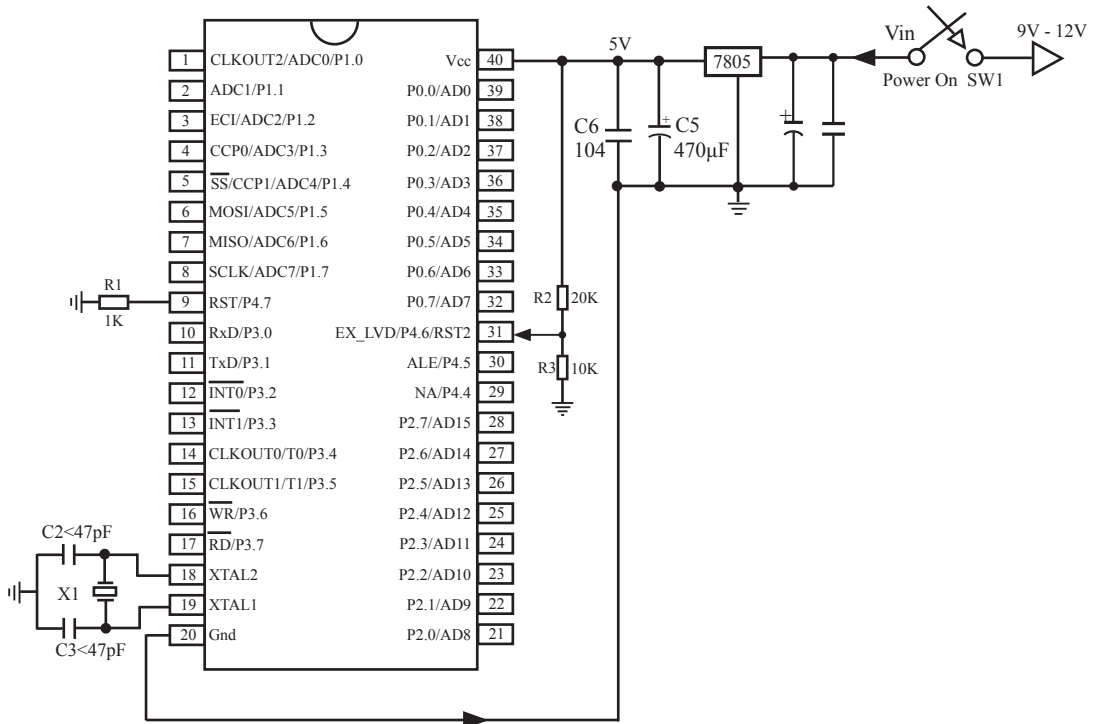 1 CLKOUT2/ADC0/P1.0
2 ADC1/P1.1
3 ECI/ADC2/P1.2
4 CCP0/ADC3/P1.3
5 SS/CCP1/ADC4/P1.4
6 MOSI/ADC5/P1.5
7 MISO/ADC6/P1.6
8 SCLK/ADC7/P1.7
9 RST/P4.7
10 RxD/P3.0
11 TxD/P3.1
12 INT0/P3.2
13 INT1/P3.3
14 CLKOUT0/T0/P3.4
15 CLKOUT1/T1/P3.5
16 WR/P3.6
17 RD/P3.7
18 XTAL2
19 XTAL1
20 Gnd
Vcc 40
P0.0/AD0 39
P0.1/AD1 38
P0.2/AD2 37
P0.3/AD3 36
P0.4/AD4 35
P0.5/AD5 34
P0.6/AD6 33
P0.7/AD7 32
EX_LVD/P4.6/RST2 31
ALE/P4.5 30
NA/P4.4 29
P2.7/AD15 28
P2.6/AD14 27
P2.5/AD13 26
P2.4/AD12 25
P2.3/AD11 24
P2.2/AD10 23
P2.1/AD9 22
P2.0/AD8 21
R1
1K
C2<47pF
X1
C3<47pF
5V
7805
Vin
9V - 12V
Power On SW1
C6
104
+
C5
470μF
+
R2 20K
R3 10K